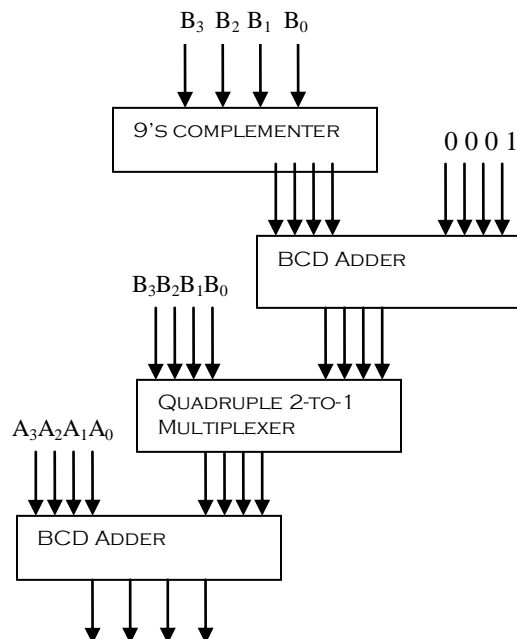 B₃ B₂ B₁ B₀
9'S COMPLEMENTER
0 0 0 1
BCD ADDER
B₃B₂B₁B₀
QUADRUPLE 2-TO-1
MULTIPLEXER
A₃A₂A₁A₀
BCD ADDER